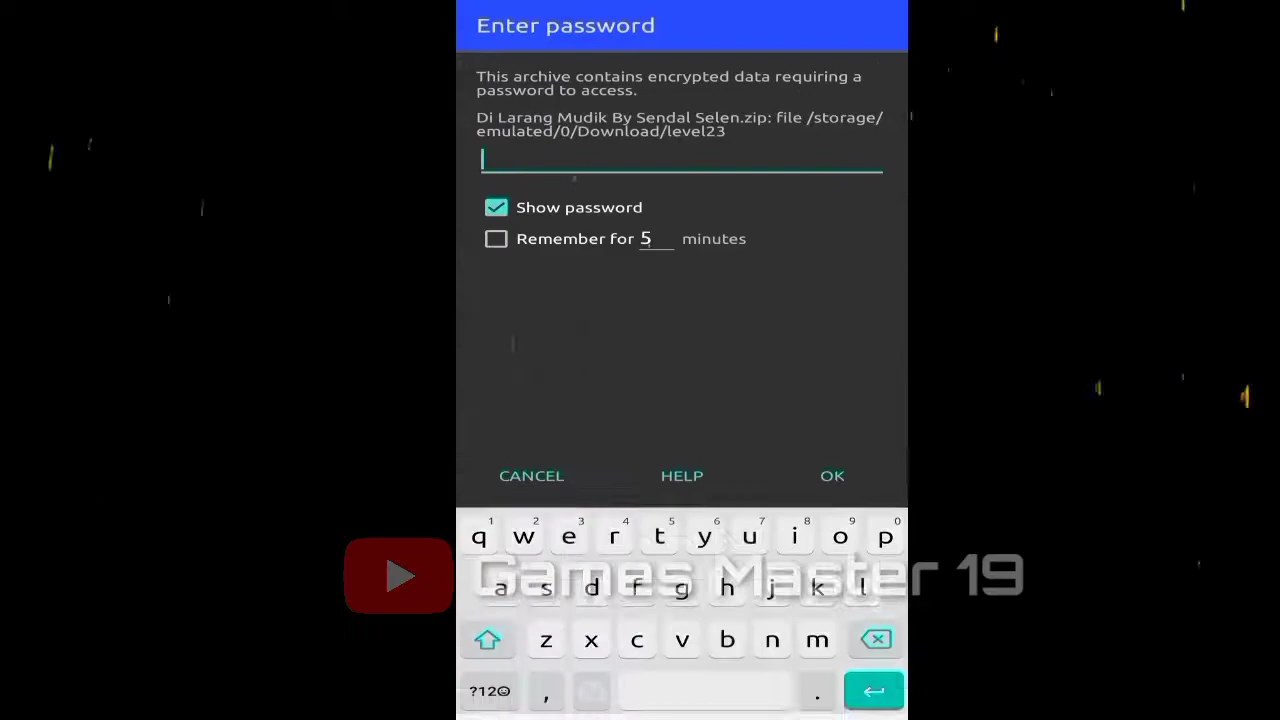 Enter password
This archive contains encrypted data requiring a
password to access.
Di Larang Mudik By Sendal Selen.zip: file /storage/
emulated/0/Download/level23
Show password
Remember for 5 minutes
CANCEL HELP OK
1 2 3 4 5 6 7 8 9 0
q w e r t y u i o p
Games Master 19
a s d f g h j k l
z x c v b n m
?12☺ , .